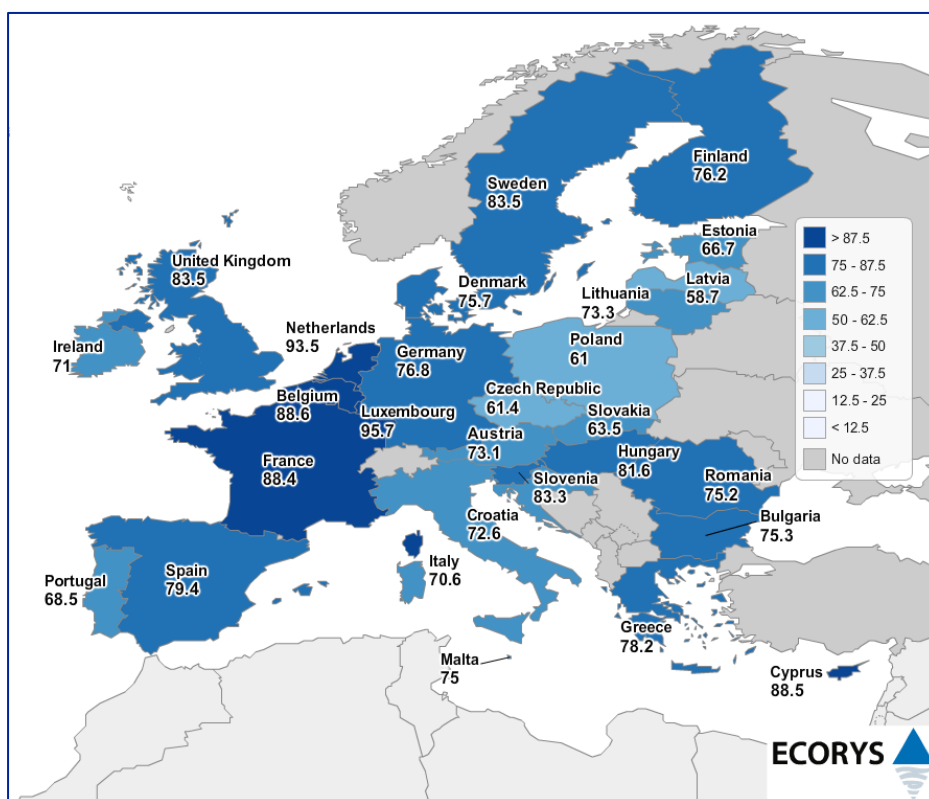 Finland
76.2
Sweden
83.5
Estonia
66.7
United Kingdom
83.5
Denmark
75.7
Latvia
58.7
Lithuania
73.3
Netherlands
93.5
Ireland
71
Germany
76.8
Poland
61
Belgium
88.6
Czech Republic
61.4
Luxembourg
95.7
Slovakia
63.5
Austria
73.1
France
88.4
Hungary
81.6
Slovenia
83.3
Romania
75.2
Croatia
72.6
Bulgaria
75.3
Italy
70.6
Portugal
68.5
Spain
79.4
Greece
78.2
Malta
75
Cyprus
88.5
> 87.5
75 - 87.5
62.5 - 75
50 - 62.5
37.5 - 50
25 - 37.5
12.5 - 25
< 12.5
No data
ECORYS